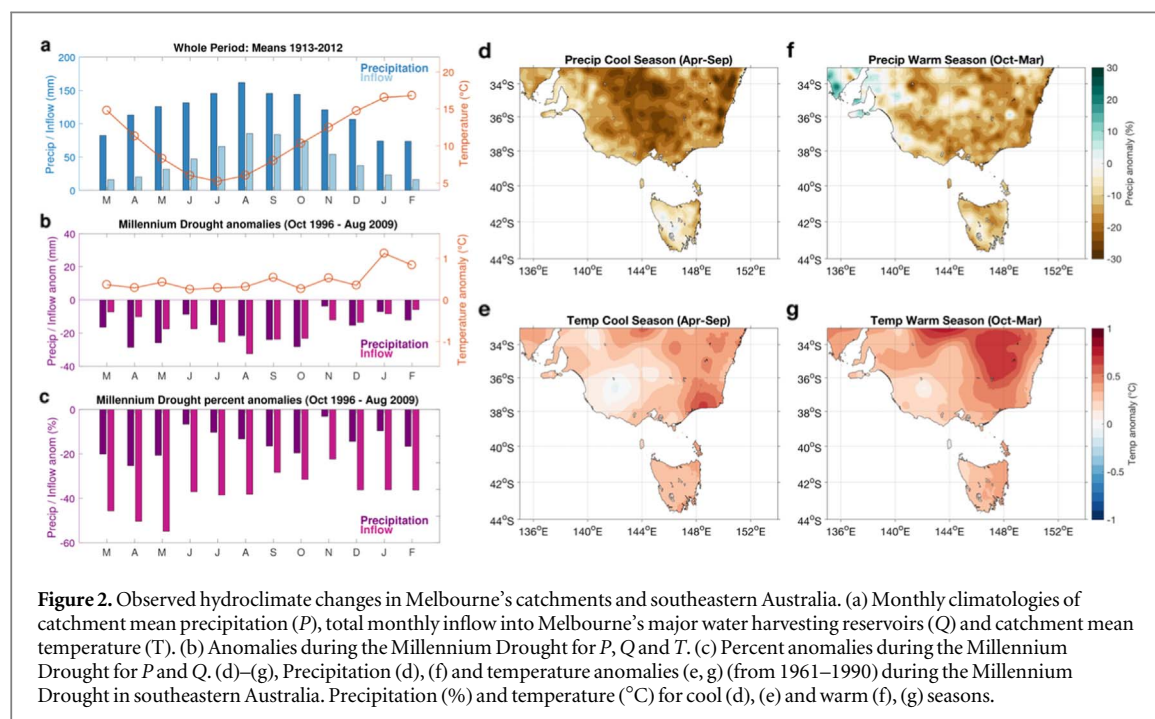 a
Whole Period: Means 1913-2012
Precipitation
Inflow
Precip / Inflow (mm)
200
150
100
50
0
Temperature (°C)
20
15
10
5
M A M J J A S O N D J F
b
Millennium Drought anomalies (Oct 1996 - Aug 2009)
Precip / Inflow anom (mm)
40
20
0
-20
-40
Temperature anomaly (°C)
1
0
-1
Precipitation
Inflow
M A M J J A S O N D J F
c
Millennium Drought percent anomalies (Oct 1996 - Aug 2009)
Precip / Inflow anom (%)
0
-20
-40
-60
Precipitation
Inflow
M A M J J A S O N D J F
d
Precip Cool Season (Apr-Sep)
34°S
36°S
38°S
40°S
42°S
44°S
136°E 140°E 144°E 148°E 152°E
f
Precip Warm Season (Oct-Mar)
34°S
36°S
38°S
40°S
42°S
44°S
136°E 140°E 144°E 148°E 152°E
30
20
10
0
-10
-20
-30
Precip anomaly (%)
e
Temp Cool Season (Apr-Sep)
34°S
36°S
38°S
40°S
42°S
44°S
136°E 140°E 144°E 148°E 152°E
g
Temp Warm Season (Oct-Mar)
34°S
36°S
38°S
40°S
42°S
44°S
136°E 140°E 144°E 148°E 152°E
1
0.5
0
-0.5
-1
Temp anomaly (°C)
Figure 2. Observed hydroclimate changes in Melbourne's catchments and southeastern Australia. (a) Monthly climatologies of
catchment mean precipitation (P), total monthly inflow into Melbourne's major water harvesting reservoirs (Q) and catchment mean
temperature (T). (b) Anomalies during the Millennium Drought for P, Q and T. (c) Percent anomalies during the Millennium
Drought for P and Q. (d)–(g), Precipitation (d), (f) and temperature anomalies (e, g) (from 1961–1990) during the Millennium
Drought in southeastern Australia. Precipitation (%) and temperature (°C) for cool (d), (e) and warm (f), (g) seasons.